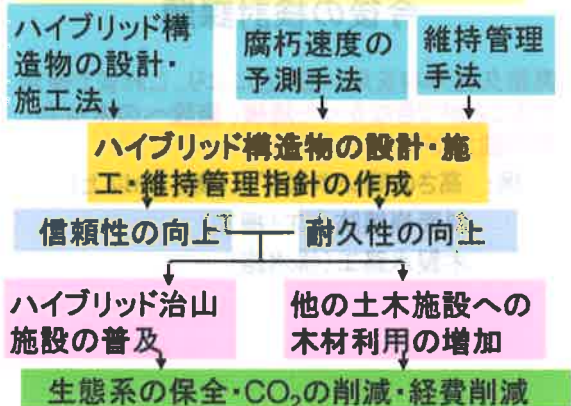 ハイブリッド構
造物の設計・
施工法
腐朽速度の
予測手法
維持管理
手法
ハイブリッド構造物の設計・施
工・維持管理指針の作成
信頼性の向上
耐久性の向上
ハイブリッド治山
施設の普及
他の土木施設への
木材利用の増加
生態系の保全・CO₂の削減・経費削減